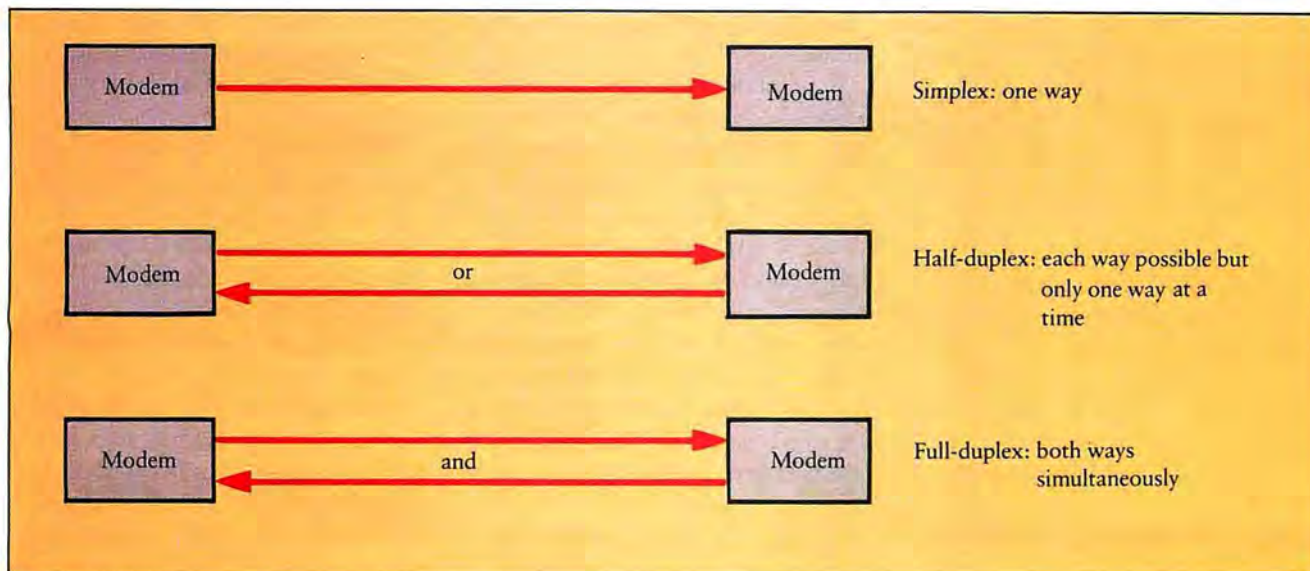 Modem
Modem
Simplex: one way
Modem
or
Modem
Half-duplex: each way possible but
only one way at a
time
Modem
and
Modem
Full-duplex: both ways
simultaneously